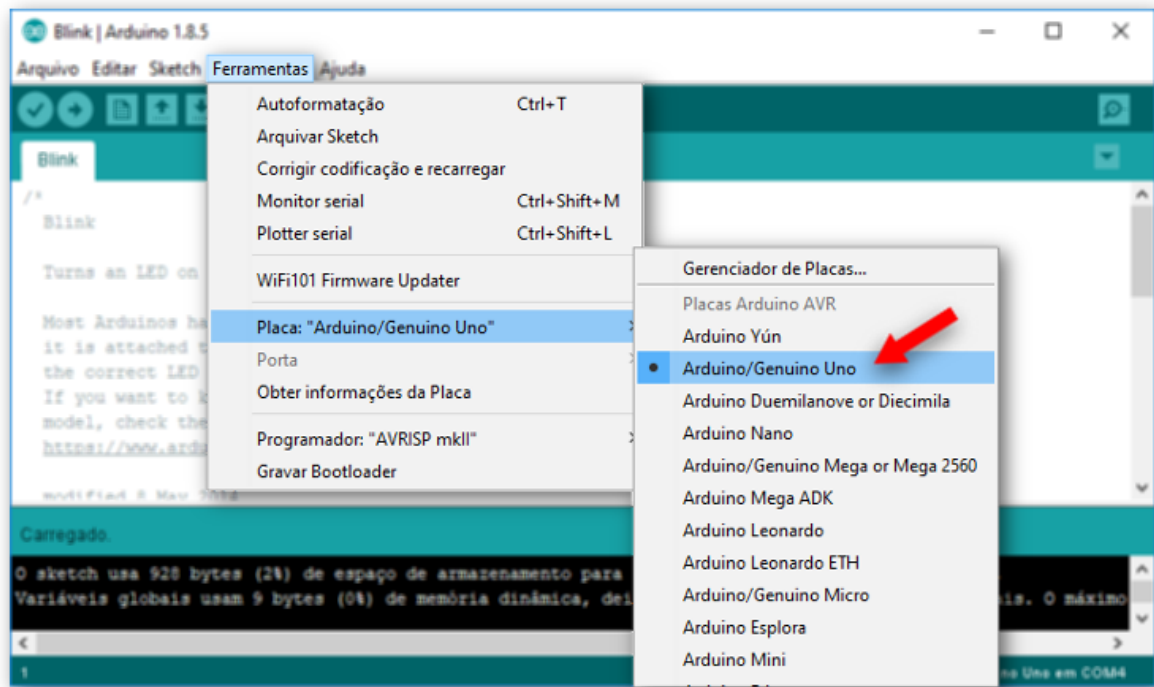 Blink | Arduino 1.8.5
Arquivo Editar Sketch Ferramentas Ajuda
Autoformatação Ctrl+T
Arquivar Sketch
Corrigir codificação e recarregar
Monitor serial Ctrl+Shift+M
Plotter serial Ctrl+Shift+L
WiFi101 Firmware Updater
Placa: "Arduino/Genuino Uno"
Porta
Obter informações da Placa
Programador: "AVRISP mkII"
Gravar Bootloader
Gerenciador de Placas...
Placas Arduino AVR
Arduino Yún
Arduino/Genuino Uno
Arduino Duemilanove or Diecimila
Arduino Nano
Arduino/Genuino Mega or Mega 2560
Arduino Mega ADK
Arduino Leonardo
Arduino Leonardo ETH
Arduino/Genuino Micro
Arduino Esplora
Arduino Mini
Blink
/*
Blink
Turns an LED on
Most Arduinos ha
it is attached t
the correct LED
If you want to k
model, check the
https://www.ardu
modified 8 May 2014
Carregado.
O sketch usa 928 bytes (2%) de espaço de armazenamento para
Variáveis globais usam 9 bytes (0%) de memória dinâmica, dei is. O máximo
1 no Uno em COM4